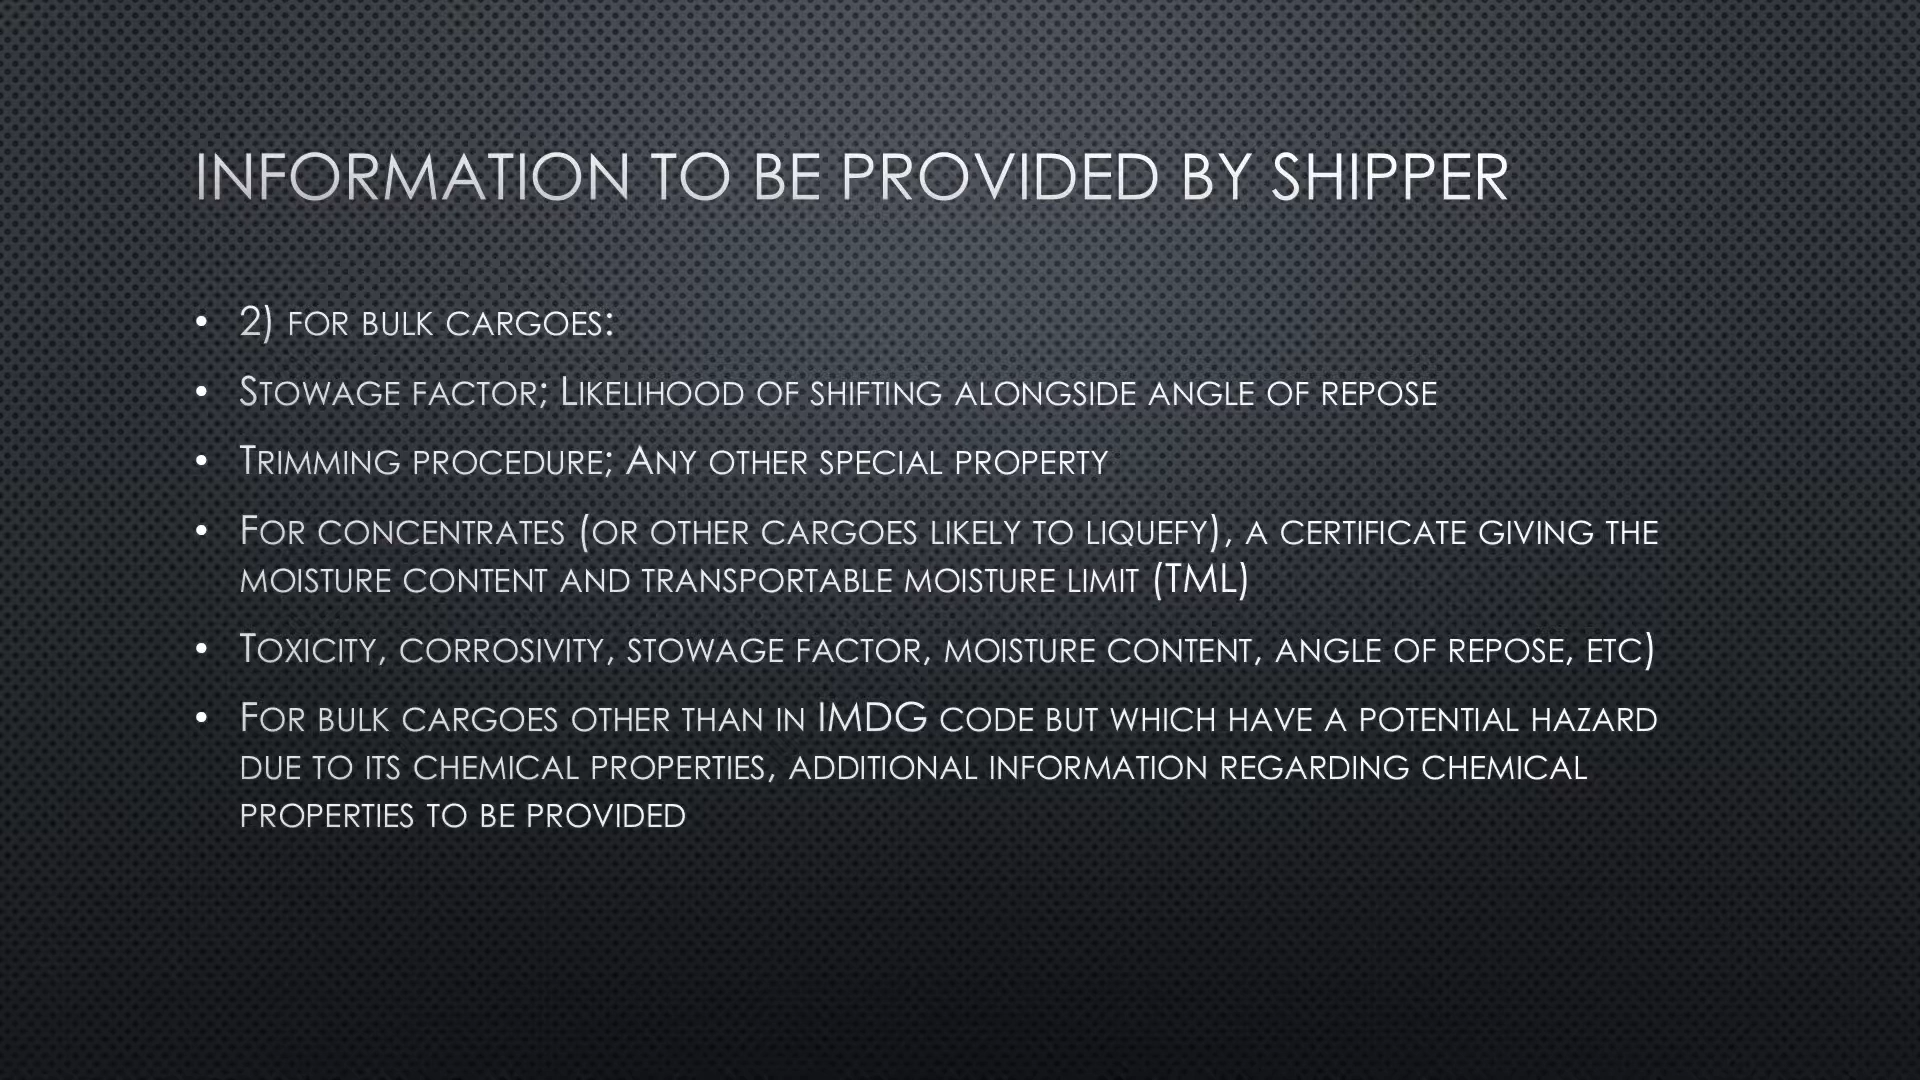 INFORMATION TO BE PROVIDED BY SHIPPER
• 2) FOR BULK CARGOES:
• STOWAGE FACTOR; LIKELIHOOD OF SHIFTING ALONGSIDE ANGLE OF REPOSE
• TRIMMING PROCEDURE; ANY OTHER SPECIAL PROPERTY
• FOR CONCENTRATES (OR OTHER CARGOES LIKELY TO LIQUEFY), A CERTIFICATE GIVING THE
MOISTURE CONTENT AND TRANSPORTABLE MOISTURE LIMIT (TML)
• TOXICITY, CORROSIVITY, STOWAGE FACTOR, MOISTURE CONTENT, ANGLE OF REPOSE, ETC)
• FOR BULK CARGOES OTHER THAN IN IMDG CODE BUT WHICH HAVE A POTENTIAL HAZARD
DUE TO ITS CHEMICAL PROPERTIES, ADDITIONAL INFORMATION REGARDING CHEMICAL
PROPERTIES TO BE PROVIDED